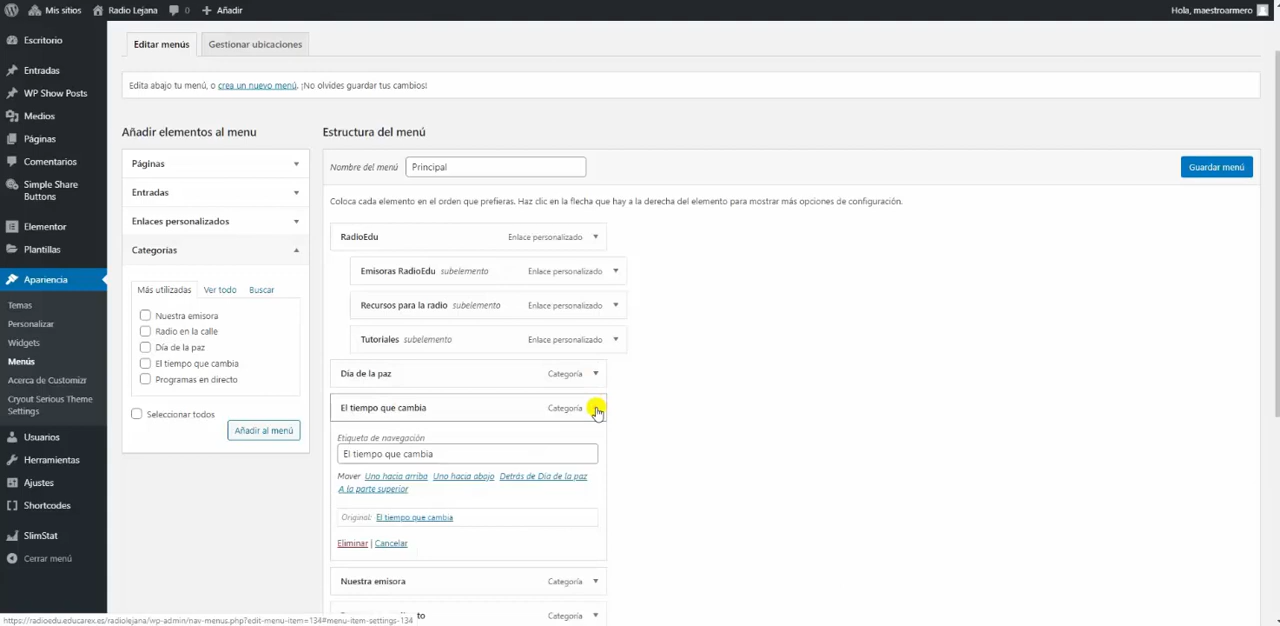 Mis sitios Radio Lejana 0 Añadir Hola, maestroarmero
Escritorio
Entradas
WP Show Posts
Medios
Páginas
Comentarios
Simple Share
Buttons
Elementor
Plantillas
Apariencia
Temas
Personalizar
Widgets
Menús
Acerca de Customizr
Cryout Serious Theme
Settings
Usuarios
Herramientas
Ajustes
Shortcodes
SlimStat
Cerrar menú
Editar menús Gestionar ubicaciones
Edita abajo tu menú, o crea un nuevo menú. ¡No olvides guardar tus cambios!
Añadir elementos al menu
Páginas
Entradas
Enlaces personalizados
Categorías
Más utilizadas Ver todo Buscar
Nuestra emisora
Radio en la calle
Día de la paz
El tiempo que cambia
Programas en directo
Seleccionar todos
Añadir al menú
Estructura del menú
Nombre del menú Principal Guardar menú
Coloca cada elemento en el orden que prefieras. Haz clic en la flecha que hay a la derecha del elemento para mostrar más opciones de configuración.
RadioEdu Enlace personalizado
Emisoras RadioEdu subelemento Enlace personalizado
Recursos para la radio subelemento Enlace personalizado
Tutoriales subelemento Enlace personalizado
Día de la paz Categoría
El tiempo que cambia Categoría
Etiqueta de navegación
El tiempo que cambia
Mover Uno hacia arriba Uno hacia abajo Detrás de Día de la paz
A la parte superior
Original: El tiempo que cambia
Eliminar | Cancelar
Nuestra emisora Categoría
Categoría
https://radioedu.educarex.es/radiolejana/wp-admin/nav-menus.php?edit-menu-item=134#menu-item-settings-134